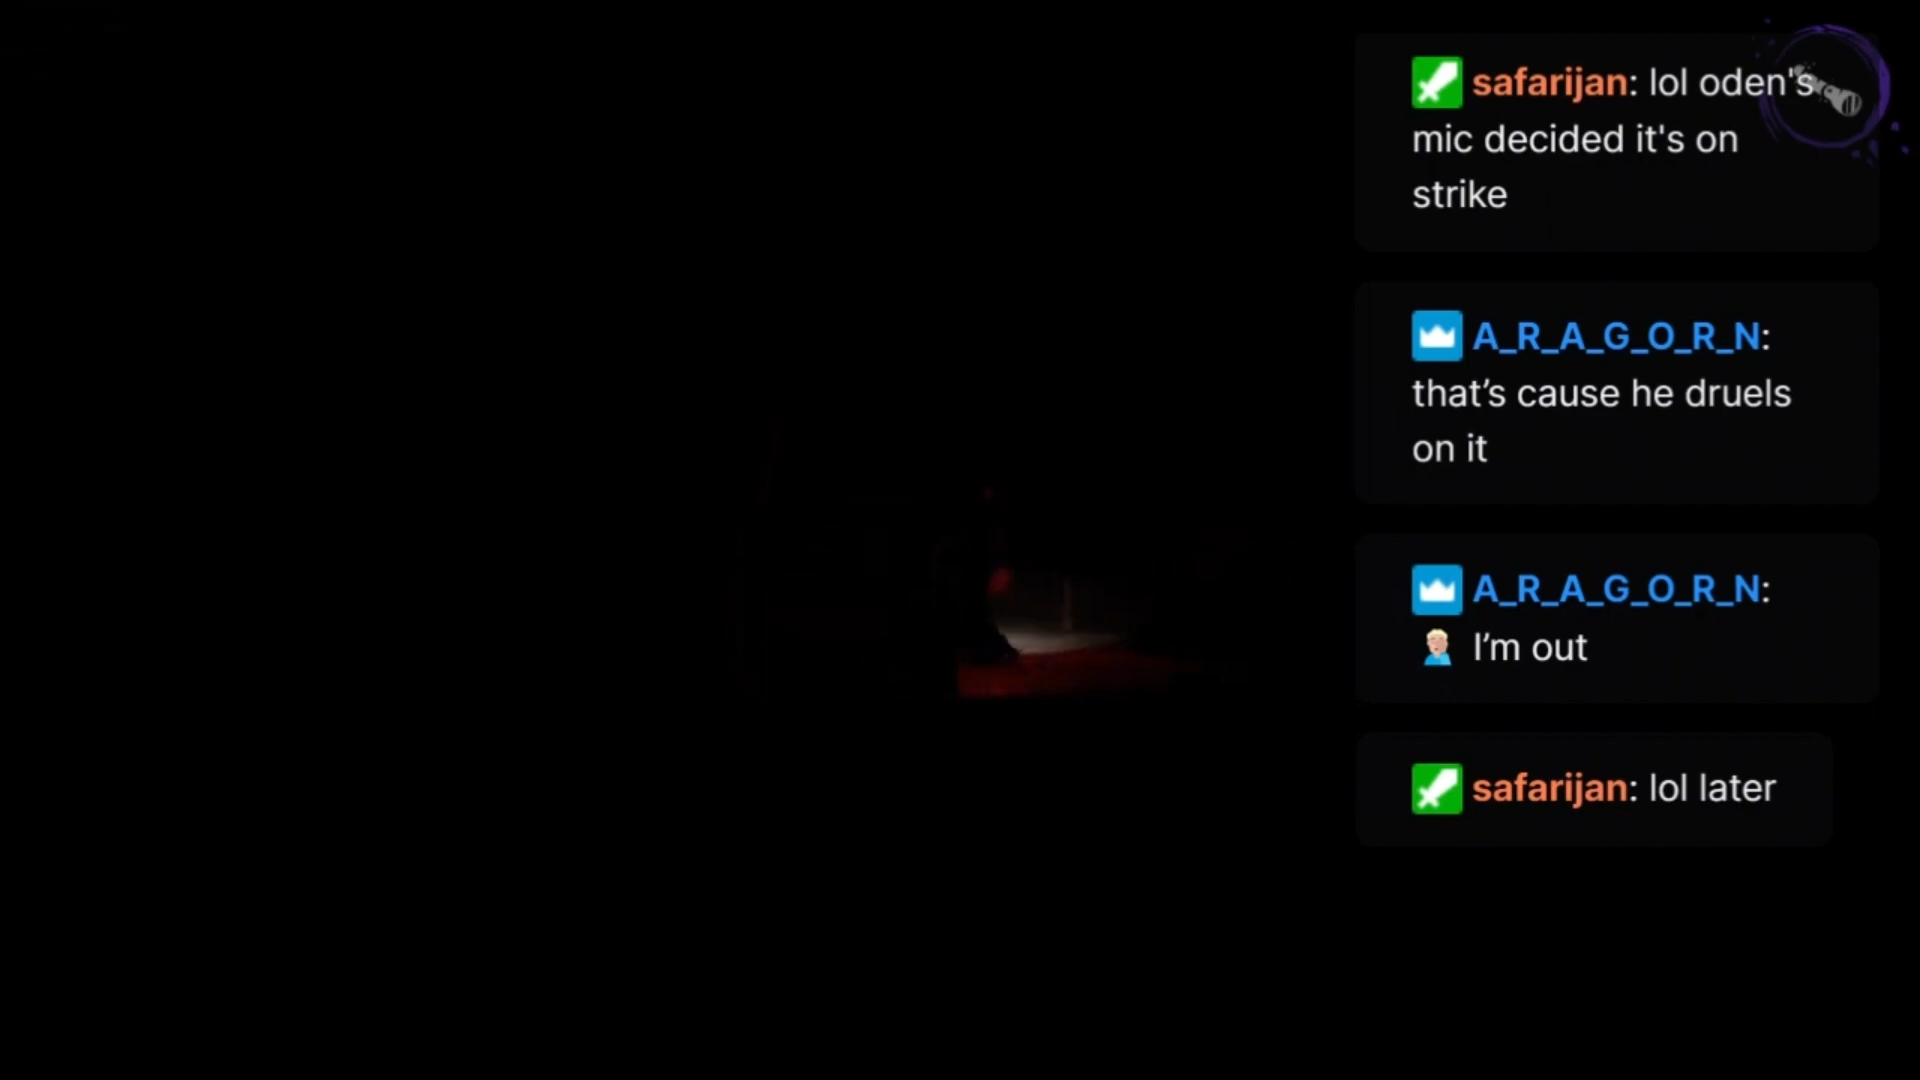 safarijan: lol oden's
mic decided it's on
strike
A_R_A_G_O_R_N:
that’s cause he druels
on it
A_R_A_G_O_R_N:
I’m out
safarijan: lol later